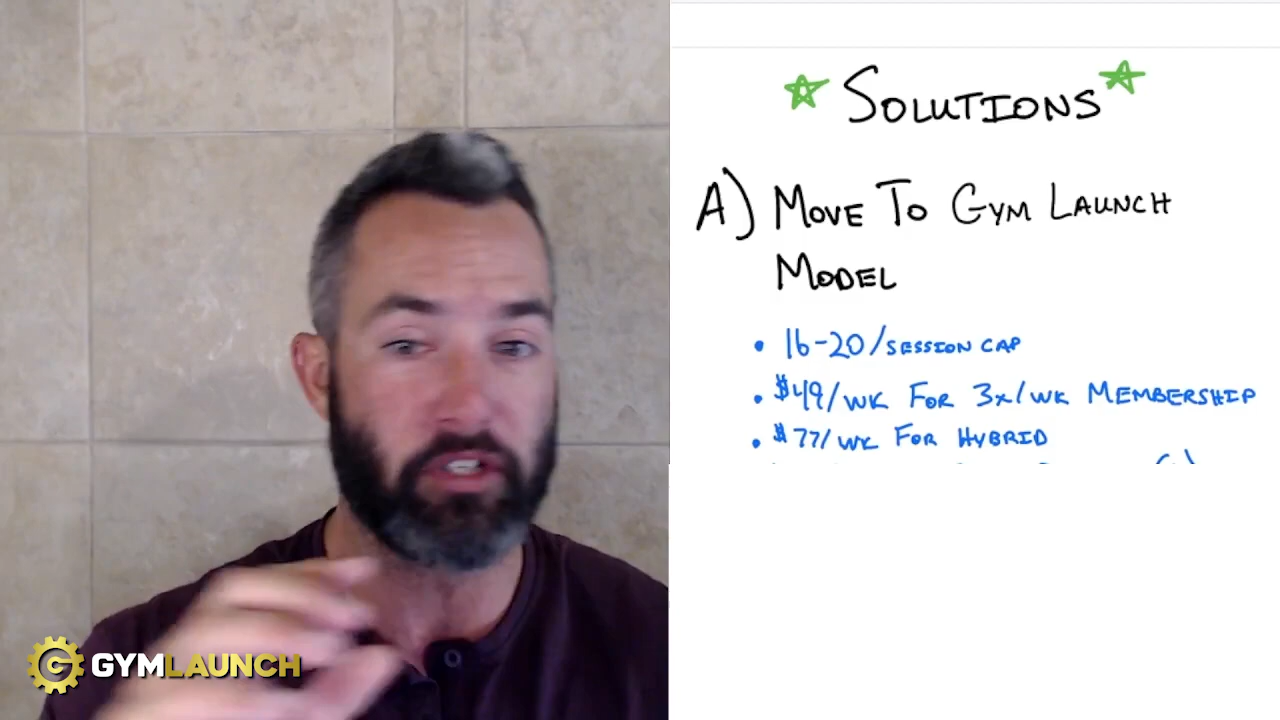 * SOLUTIONS *
A) MOVE TO GYM LAUNCH
MODEL
• 16-20/SESSION CAP
• $49/WK FOR 3x/WK MEMBERSHIP
• $77/WK FOR HYBRID
GYMLAUNCH